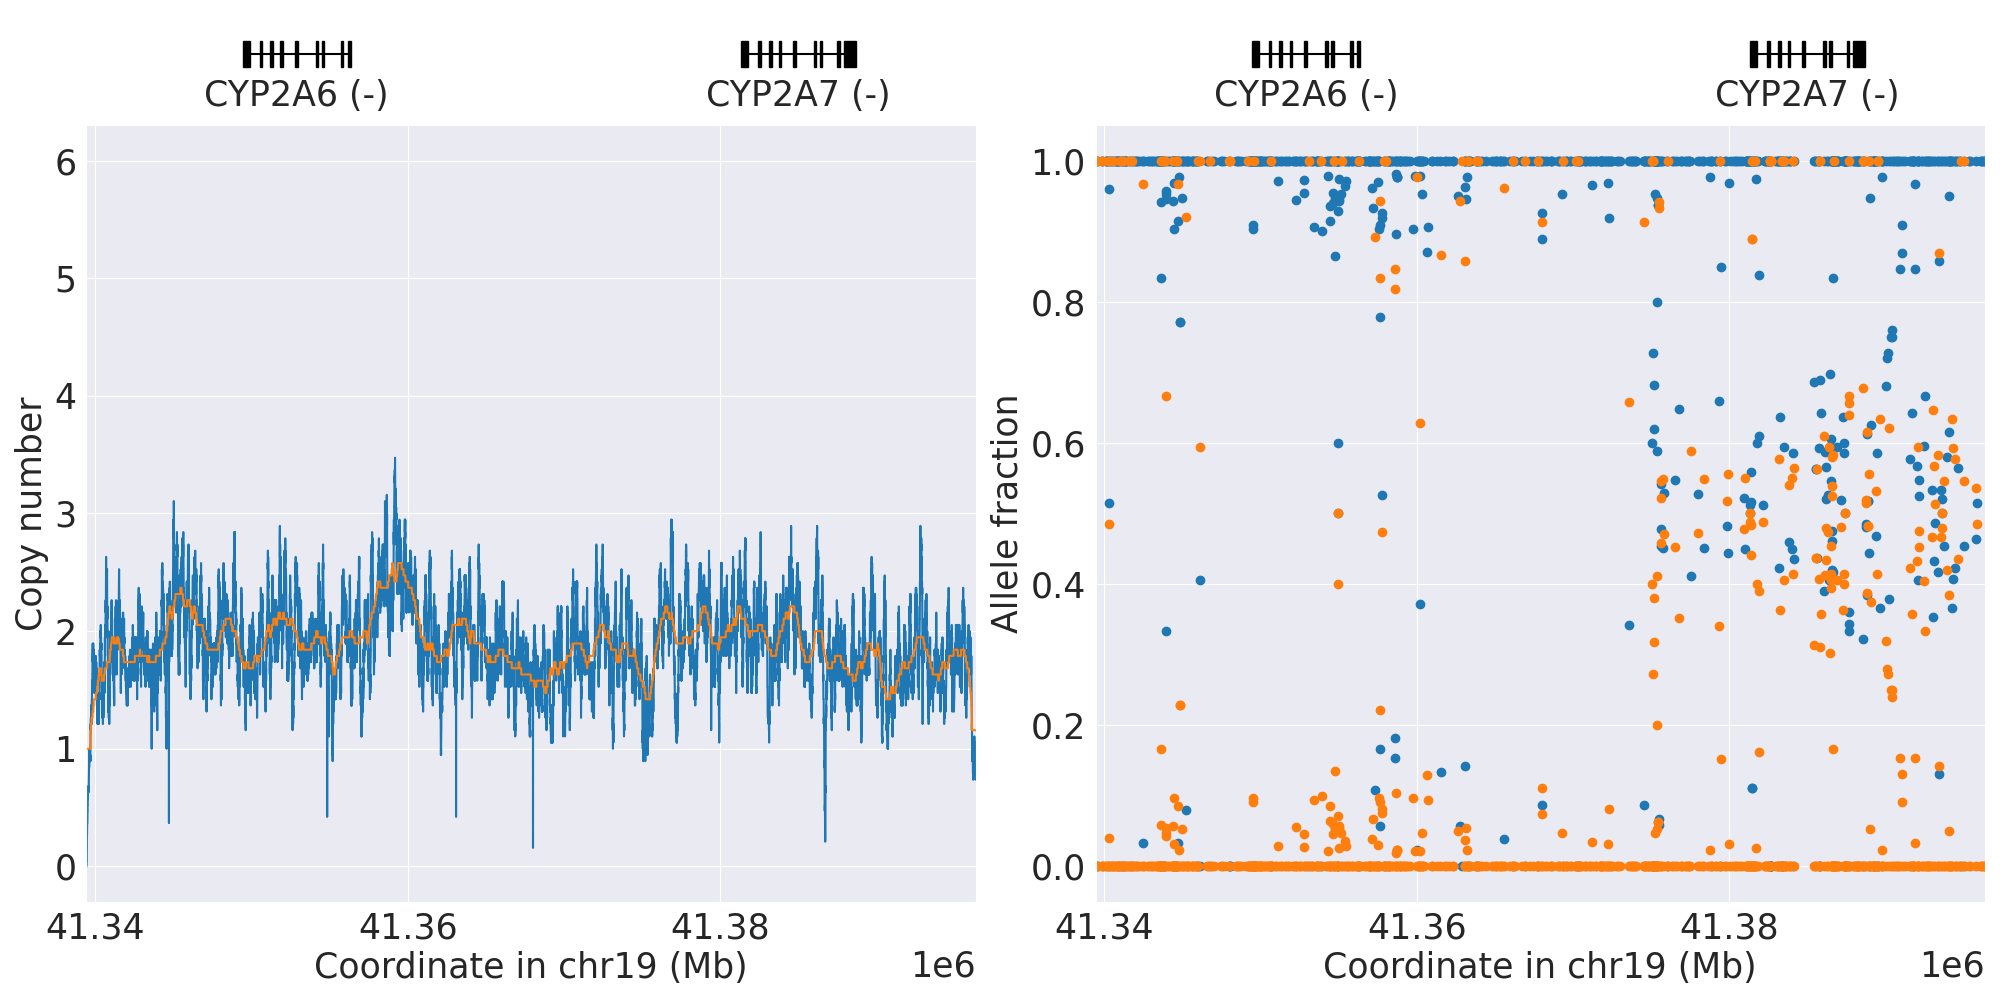 CYP2A6 (-)
CYP2A7 (-)
Copy number
6
5
4
3
2
1
0
41.34
41.36
41.38
Coordinate in chr19 (Mb)
1e6
CYP2A6 (-)
CYP2A7 (-)
Allele fraction
1.0
0.8
0.6
0.4
0.2
0.0
41.34
41.36
41.38
Coordinate in chr19 (Mb)
1e6